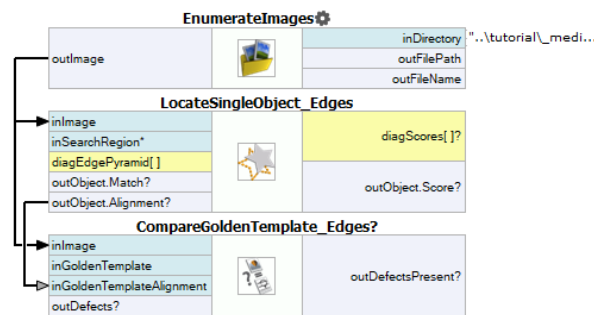 EnumerateImages
inDirectory "..\tutorial\_medi...
outImage
outFilePath
outFileName
LocateSingleObject_Edges
inImage
inSearchRegion*
diagEdgePyramid[ ]
outObject.Match?
outObject.Alignment?
diagScores[ ]?
outObject.Score?
CompareGoldenTemplate_Edges?
inImage
inGoldenTemplate
inGoldenTemplateAlignment
outDefects?
outDefectsPresent?